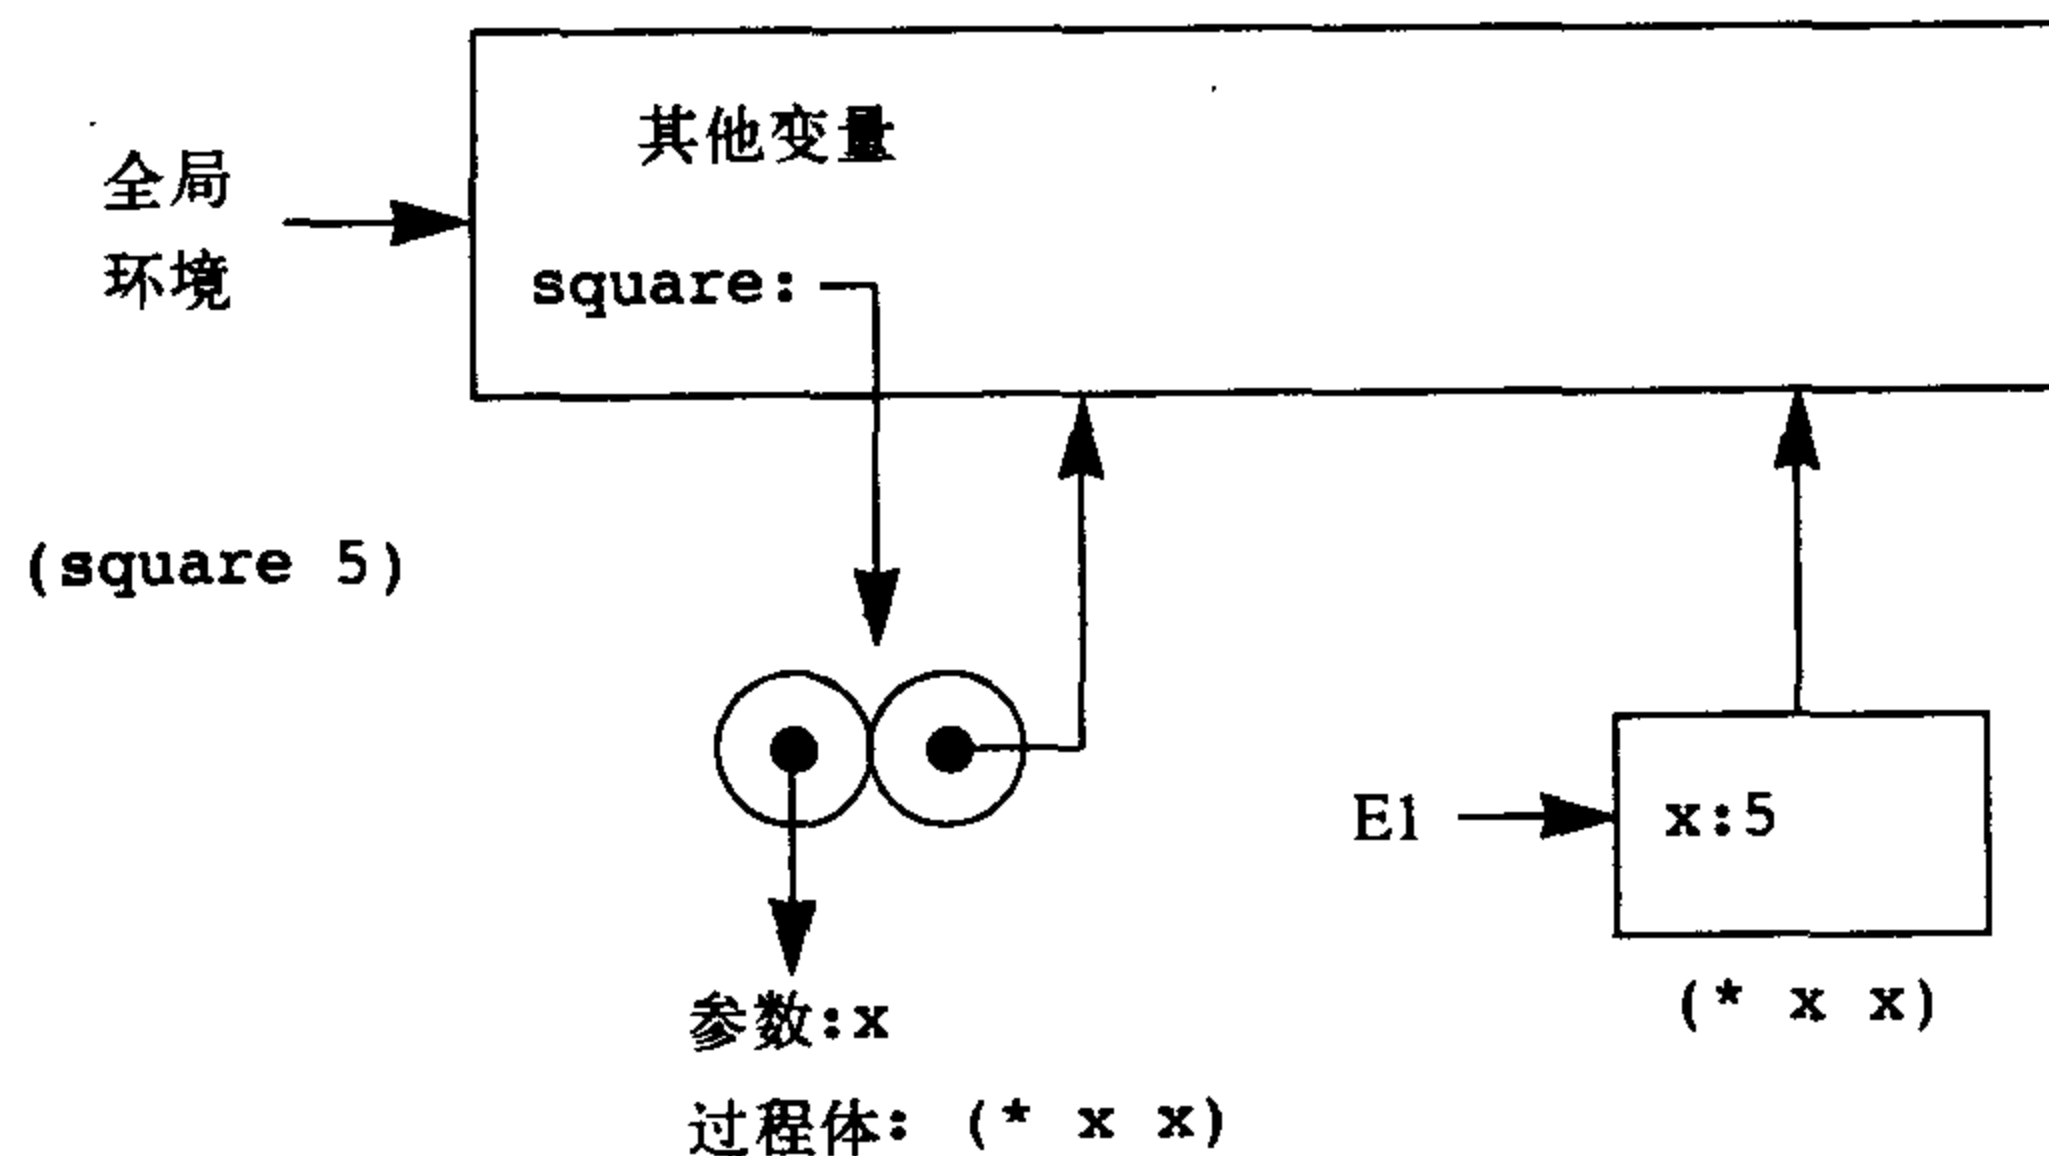 其他变量
全局
环境
square:
(square 5)
E1
x:5
(* x x)
参数:x
过程体: (* x x)